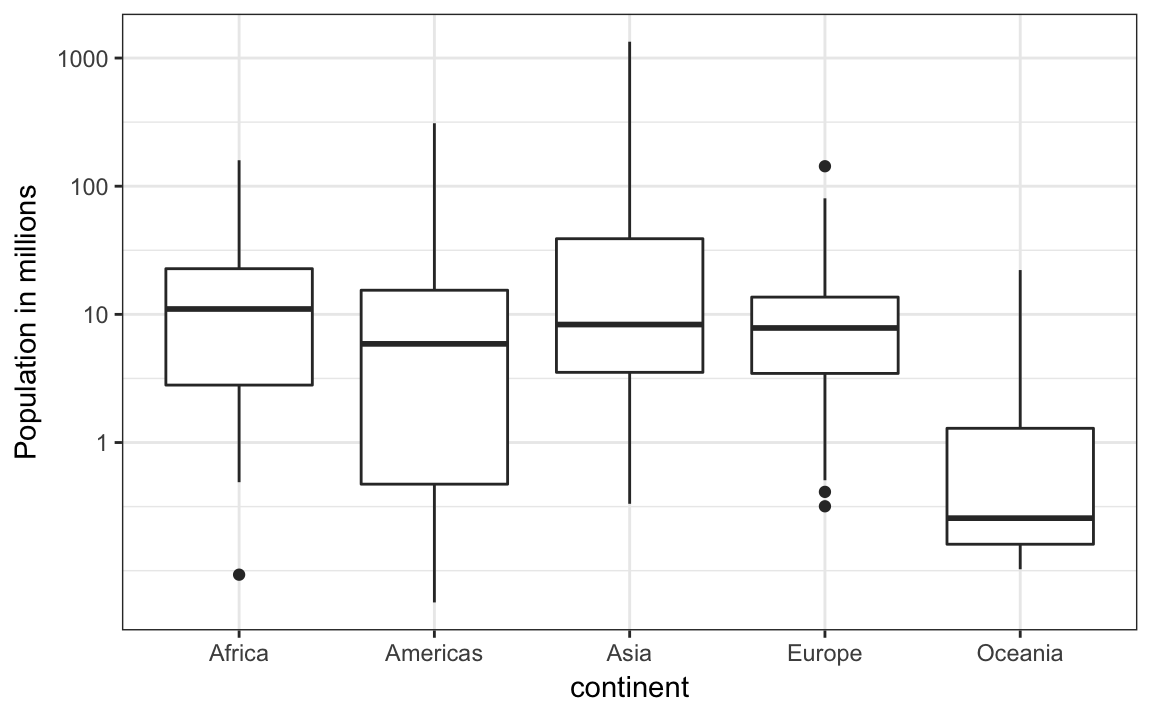 Population in millions
1000
100
10
1
Africa
Americas
Asia
Europe
Oceania
continent